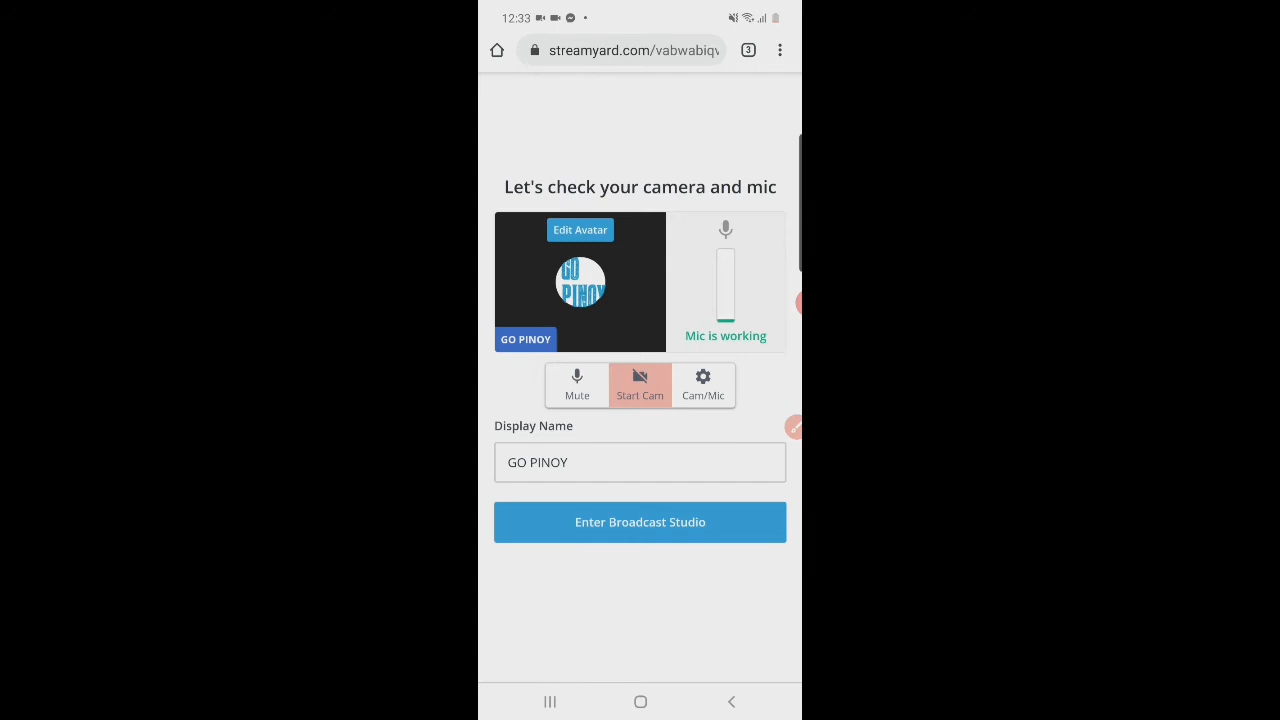 12:33
streamyard.com/vabwabiqv
3
Let's check your camera and mic
Edit Avatar
GO
PINOY
GO PINOY
Mic is working
Mute
Start Cam
Cam/Mic
Display Name
GO PINOY
Enter Broadcast Studio